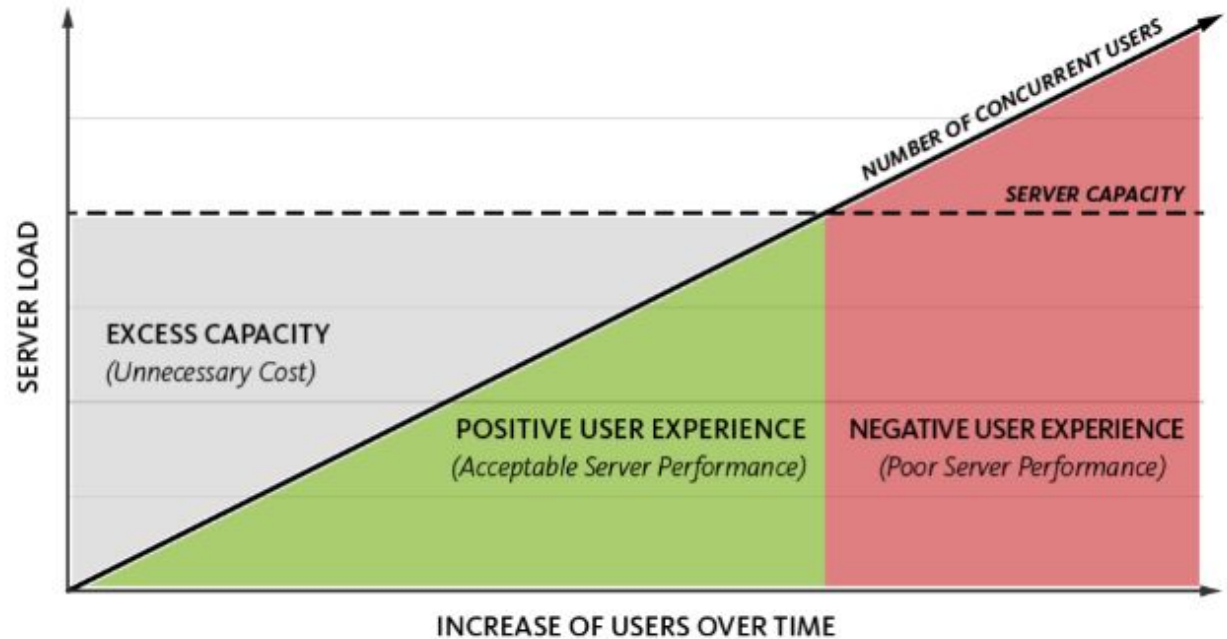 NUMBER OF CONCURRENT USERS
SERVER CAPACITY
SERVER LOAD
EXCESS CAPACITY
(Unnecessary Cost)
POSITIVE USER EXPERIENCE
(Acceptable Server Performance)
NEGATIVE USER EXPERIENCE
(Poor Server Performance)
INCREASE OF USERS OVER TIME